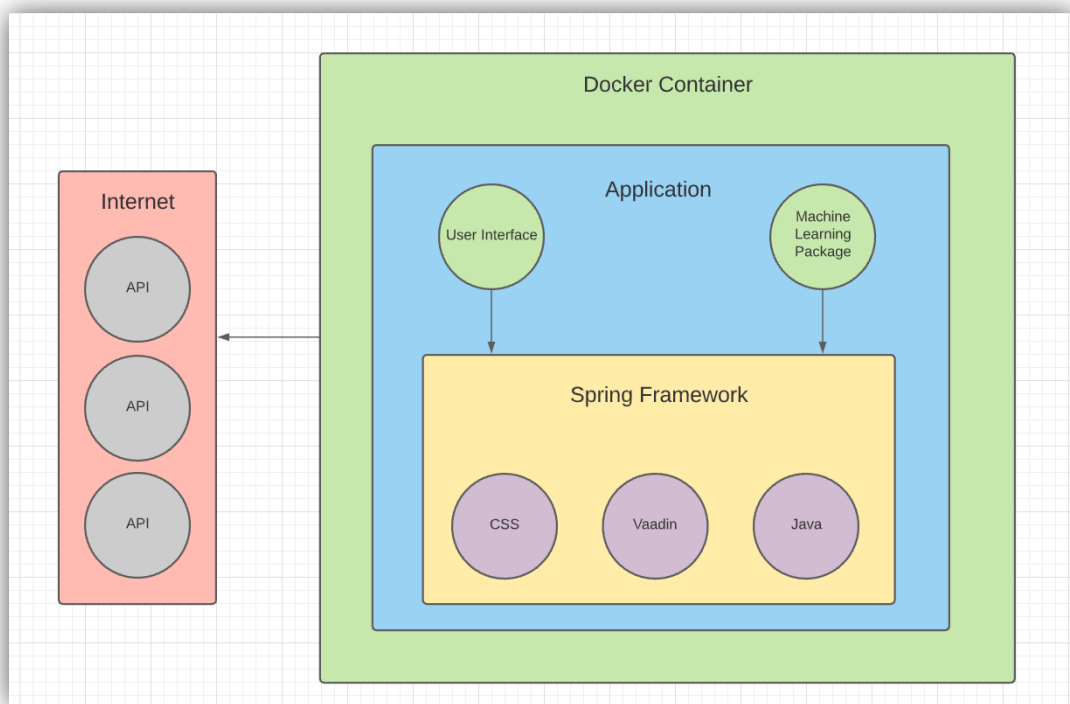 Docker Container
Application
Internet
User Interface
Machine
Learning
Package
API
API
API
Spring Framework
CSS
Vaadin
Java